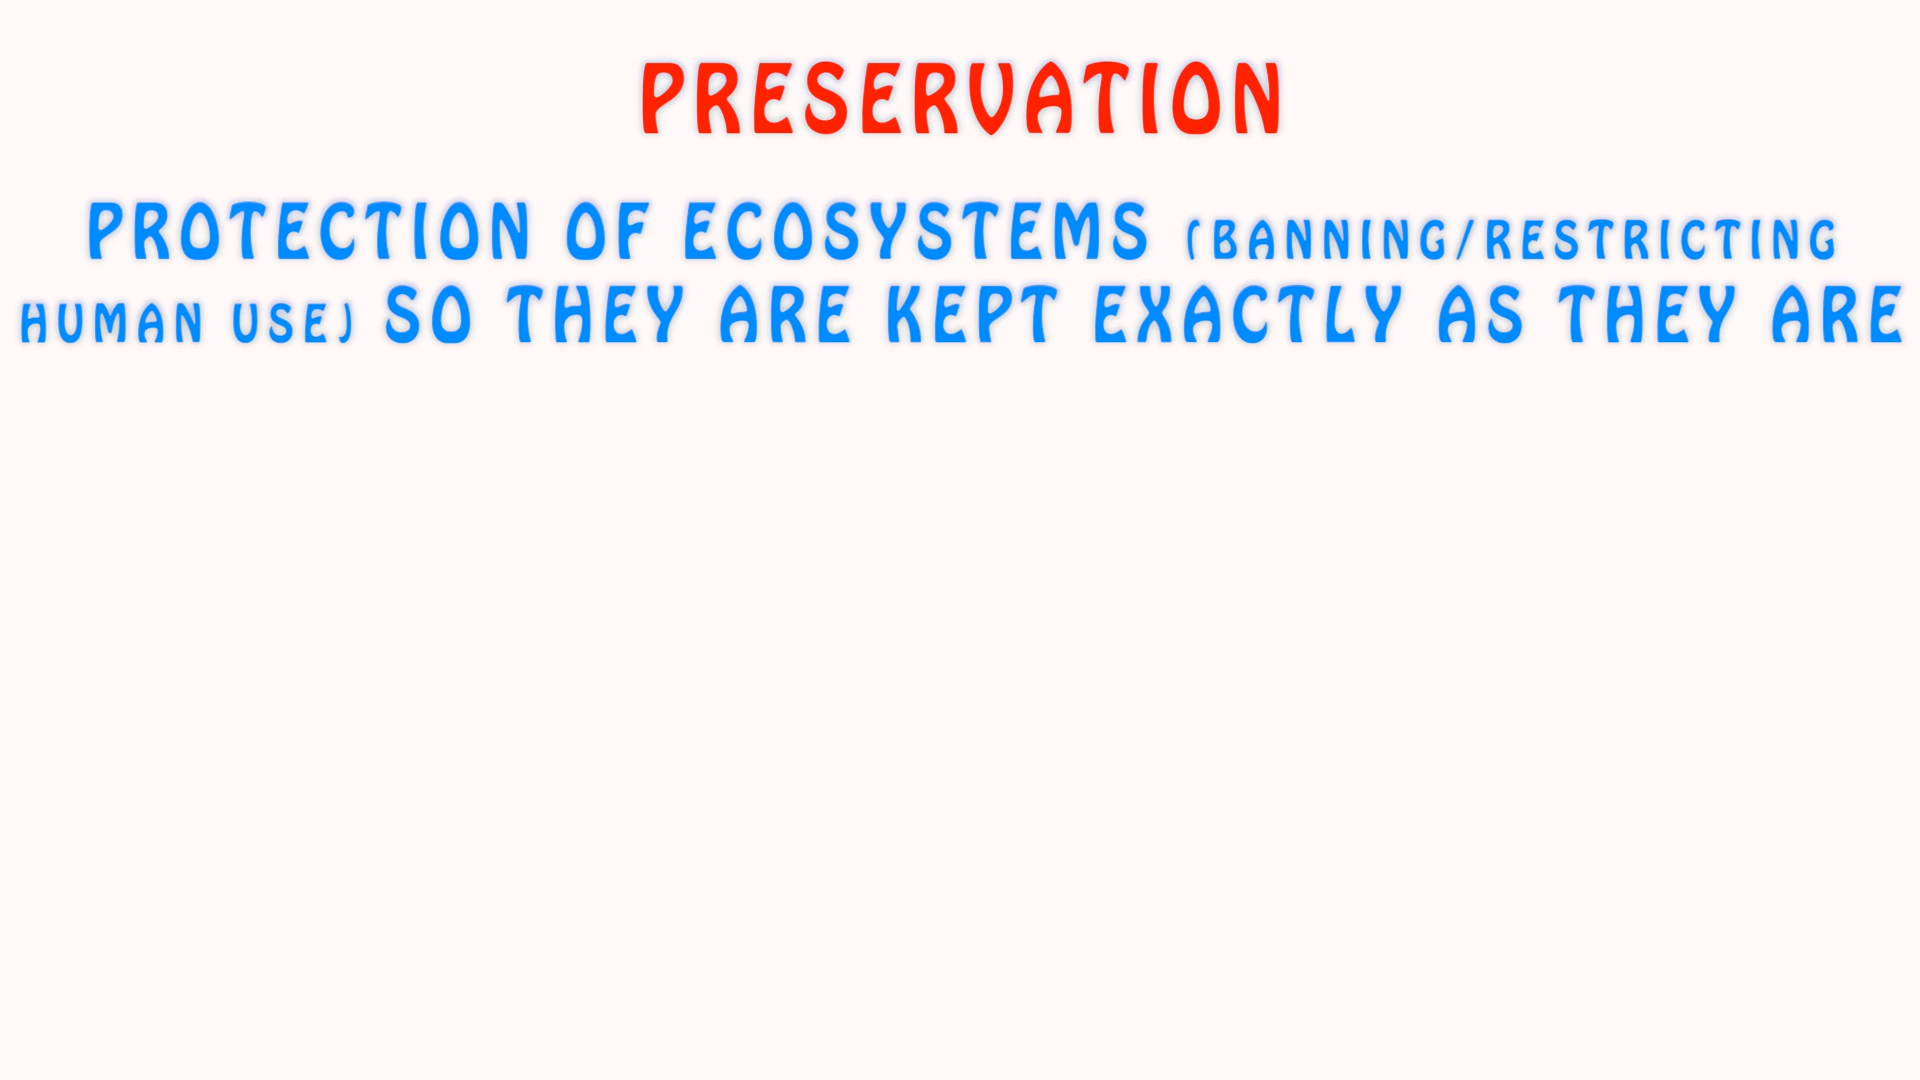 PRESERVATION
PROTECTION OF ECOSYSTEMS (BANNING/RESTRICTING
HUMAN USE) SO THEY ARE KEPT EXACTLY AS THEY ARE